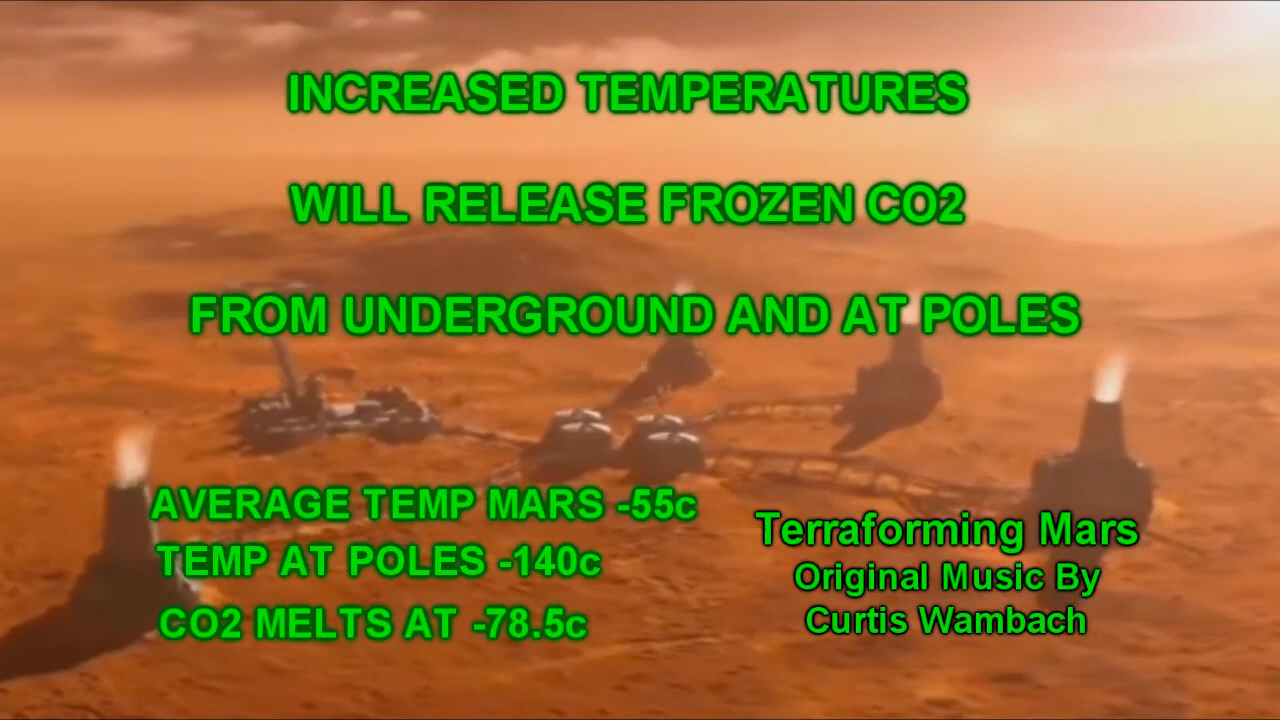 INCREASED TEMPERATURES
WILL RELEASE FROZEN CO2
FROM UNDERGROUND AND AT POLES
AVERAGE TEMP MARS -55c
TEMP AT POLES -140c
CO2 MELTS AT -78.5c
Terraforming Mars
Original Music By
Curtis Wambach